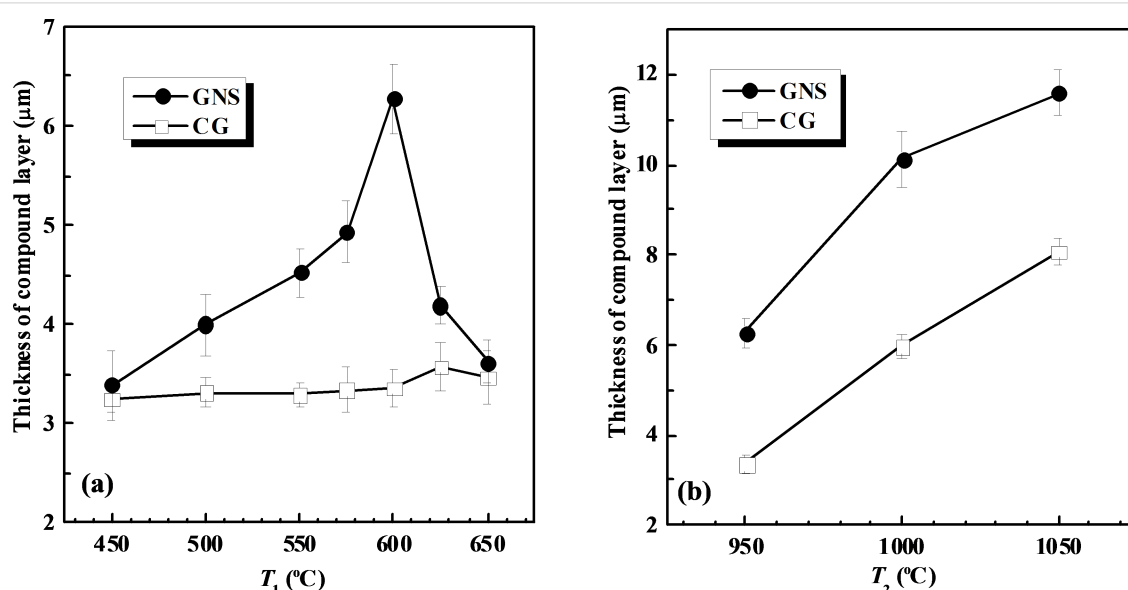 Thickness of compound layer (μm)
7
6
5
4
3
2
GNS
CG
(a)
450 500 550 600 650
T1 (ºC)
Thickness of compound layer (μm)
12
10
8
6
4
2
GNS
CG
(b)
950 1000 1050
T2 (ºC)